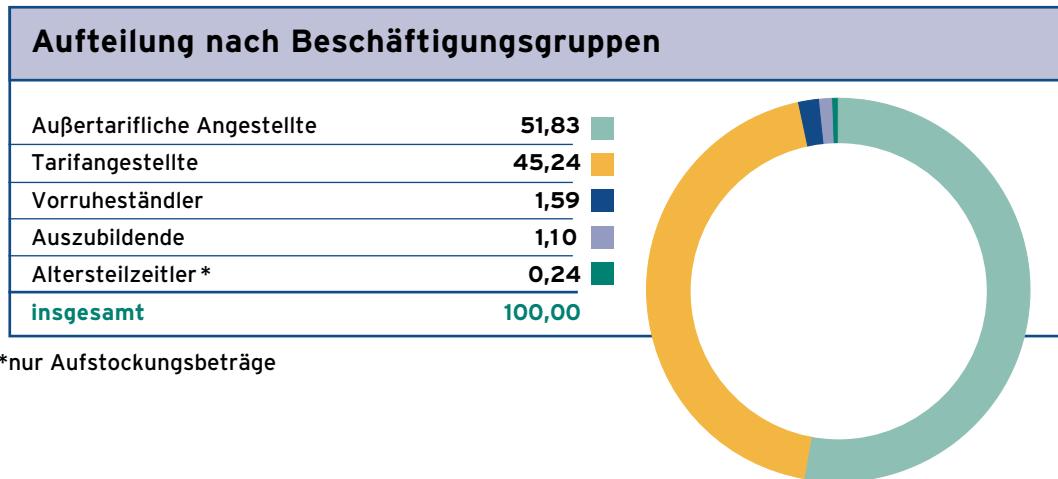 Aufteilung nach Beschäftigungsgruppen
Außertarifliche Angestellte 51,83
Tarifangestellte 45,24
Vorruheständler 1,59
Auszubildende 1,10
Altersteilzeitler* 0,24
insgesamt 100,00
*nur Aufstockungsbeträge